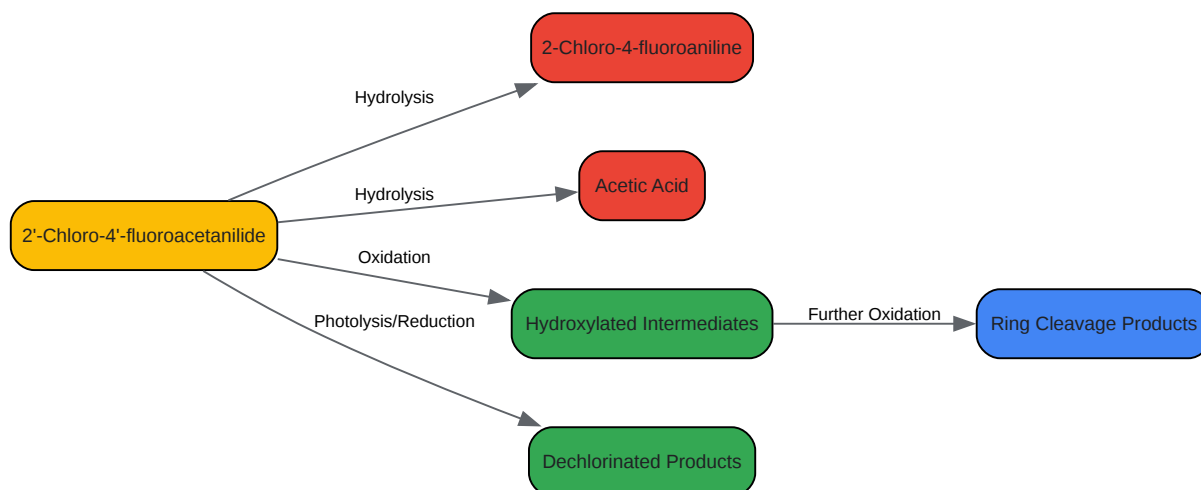 2-Chloro-4-fluoroaniline
Hydrolysis
Acetic Acid
Hydrolysis
2'-Chloro-4'-fluoroacetanilide
Oxidation
Hydroxylated Intermediates
Further Oxidation
Ring Cleavage Products
Photolysis/Reduction
Dechlorinated Products